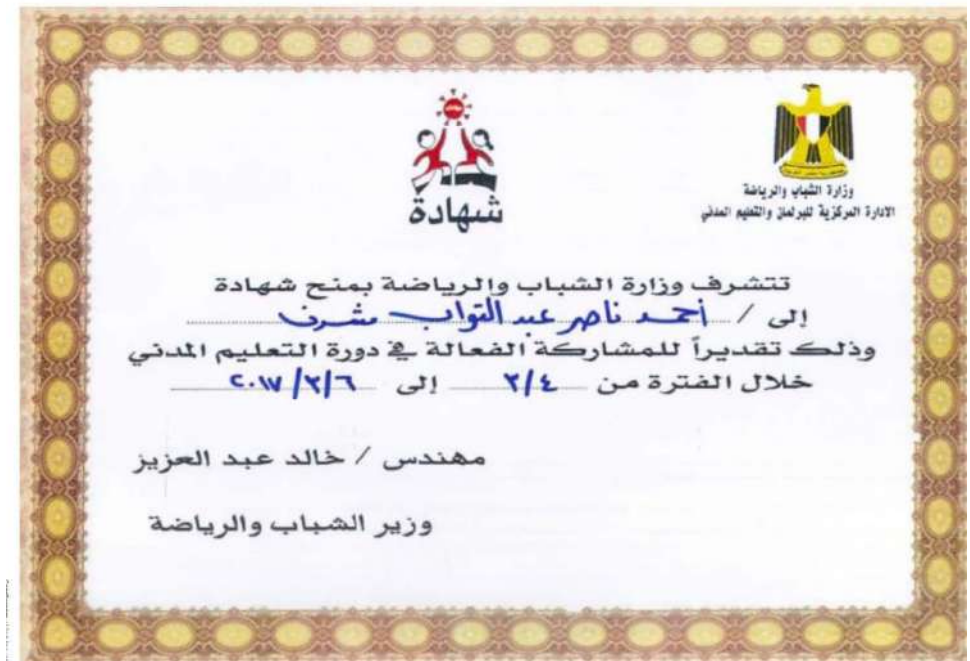 وزارة الشباب والرياضة
الادارة المركزية للبرلمان والتعليم المدني
شهادة
تتشرف وزارة الشباب والرياضة بمنح شهادة
إلى / أحمد ناصر عبد التواب مشرف
وذلك تقديراً للمشاركة الفعالة في دورة التعليم المدني
خلال الفترة من ٣/٤ إلى ٢٠١٧/٣/٦
مهندس / خالد عبد العزيز
وزير الشباب والرياضة